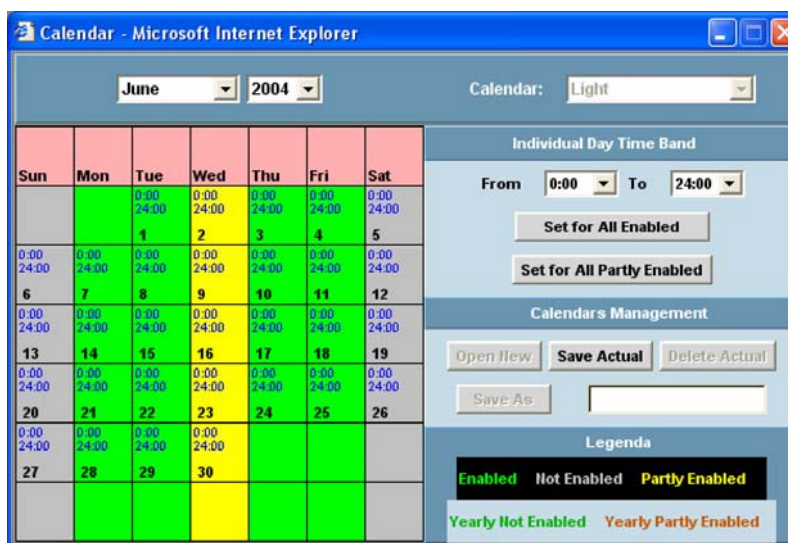 Calendar - Microsoft Internet Explorer
June 2004 Calendar: Light
Sun Mon Tue Wed Thu Fri Sat
0:00 0:00 0:00 0:00 0:00
24:00 24:00 24:00 24:00 24:00
1 2 3 4 5
0:00 0:00 0:00 0:00 0:00 0:00 0:00
24:00 24:00 24:00 24:00 24:00 24:00 24:00
6 7 8 9 10 11 12
0:00 0:00 0:00 0:00 0:00 0:00 0:00
24:00 24:00 24:00 24:00 24:00 24:00 24:00
13 14 15 16 17 18 19
0:00 0:00 0:00 0:00 0:00 0:00 0:00
24:00 24:00 24:00 24:00 24:00 24:00 24:00
20 21 22 23 24 25 26
0:00 0:00 0:00 0:00
24:00 24:00 24:00 24:00
27 28 29 30
Individual Day Time Band
From 0:00 To 24:00
Set for All Enabled
Set for All Partly Enabled
Calendars Management
Open New Save Actual Delete Actual
Save As
Legenda
Enabled Not Enabled Partly Enabled
Yearly Not Enabled Yearly Partly Enabled